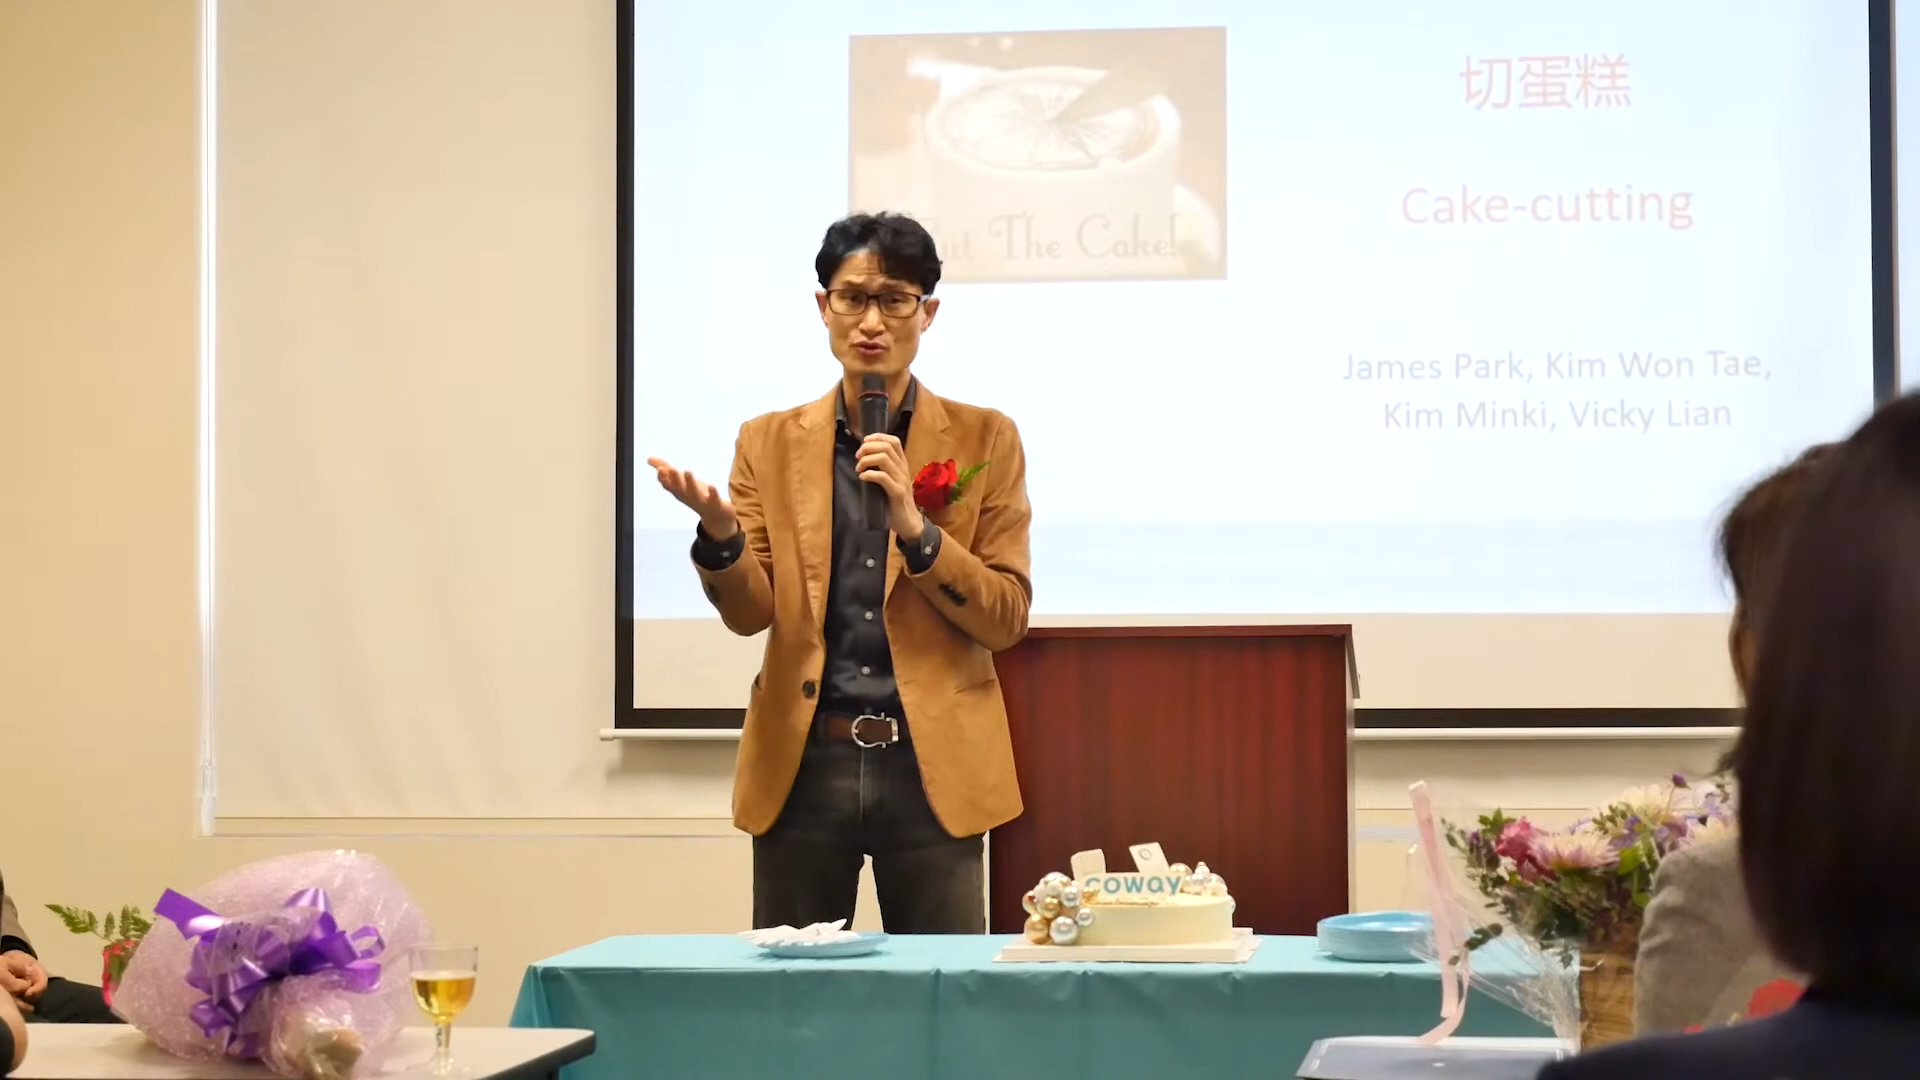 切蛋糕
Cake-cutting
Cut The Cake!
James Park, Kim Won Tae,
Kim Minki, Vicky Lian
coway